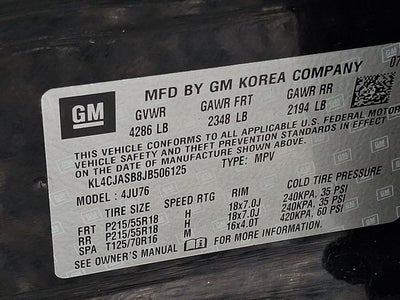 GM
MFD BY GM KOREA COMPANY 07
GVWR GAWR FRT GAWR RR
4286 LB 2348 LB 2194 LB
THIS VEHICLE CONFORMS TO ALL APPLICABLE U.S. FEDERAL MOTOR
VEHICLE SAFETY AND THEFT PREVENTION STANDARDS IN EFFECT
ON THE DATE OF MANUFACTURE SHOWN ABOVE.
KL4CJASB8JB506125 TYPE: MPV
MODEL: 4JU76
TIRE SIZE SPEED RTG RIM COLD TIRE PRESSURE
FRT P215/55R18 H 18x7.0J 240KPA, 35 PSI
RR P215/55R18 H 18x7.0J 240KPA, 35 PSI
SP T125/70R16 M 16x4.0T 420KPA, 60 PSI
SEE OWNER'S MANUAL FOR MORE INFORMATION.